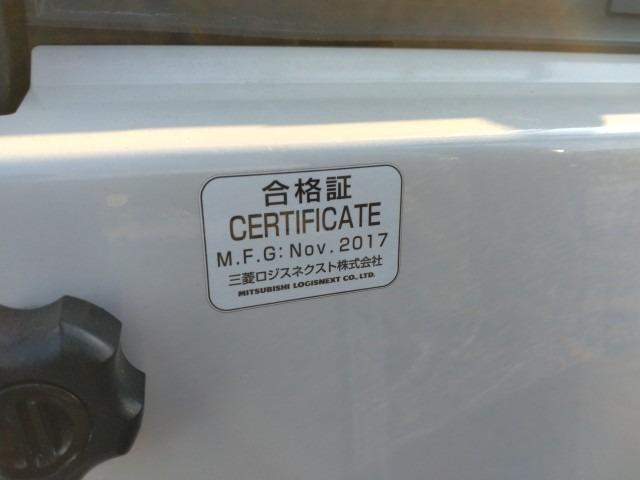 合格証
CERTIFICATE
M.F.G: Nov. 2017
三菱ロジスネクスト株式会社
MITSUBISHI LOGISNEXT CO., LTD.